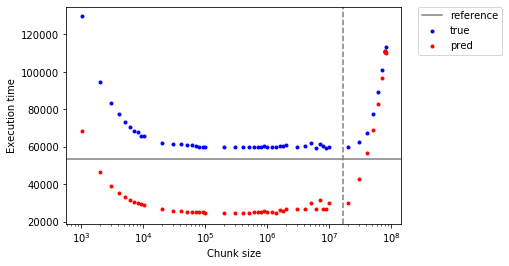 reference
true
pred
120000
100000
80000
60000
40000
20000
Execution time
10³ 10⁴ 10⁵ 10⁶ 10⁷ 10⁸
Chunk size